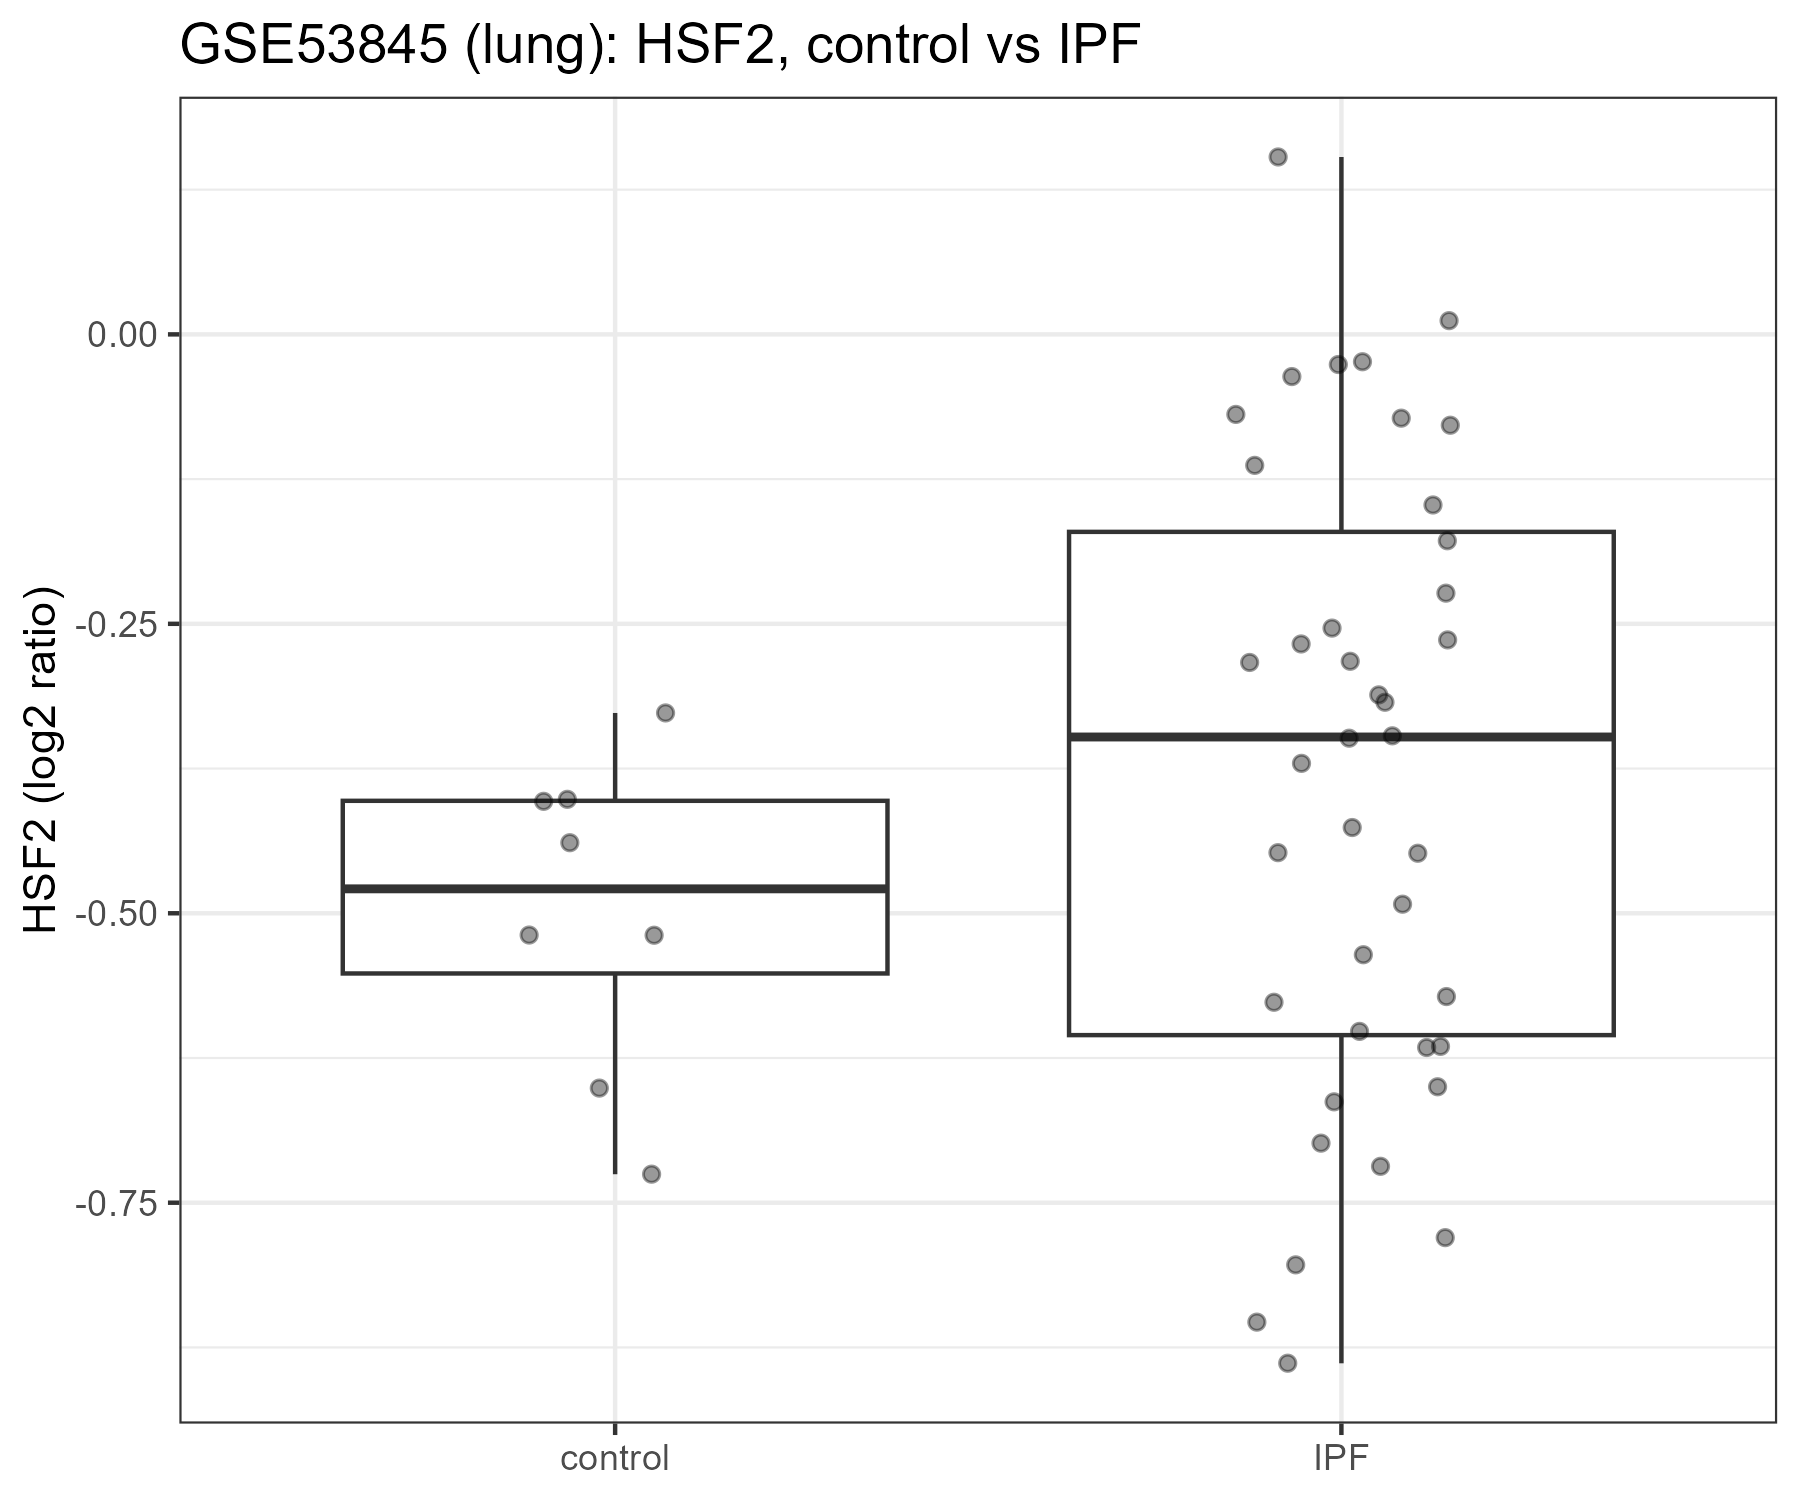 GSE53845 (lung): HSF2, control vs IPF
HSF2 (log2 ratio)
0.00
-0.25
-0.50
-0.75
control
IPF